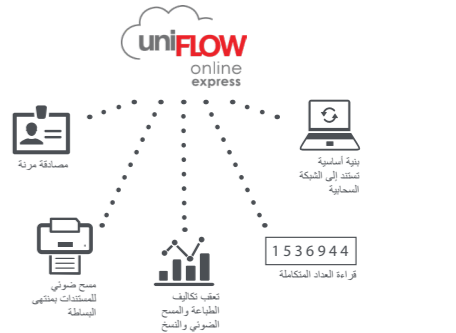 uniFLOW
online
express
بنية أساسية
تستند إلى الشبكة
السحابية
مصادقة مرنة
1536944
قراءة العداد المتكاملة
تعقب تكاليف
الطباعة والمسح
الضوئي والنسخ
مسح ضوئي
للمستندات بمنتهى
البساطة